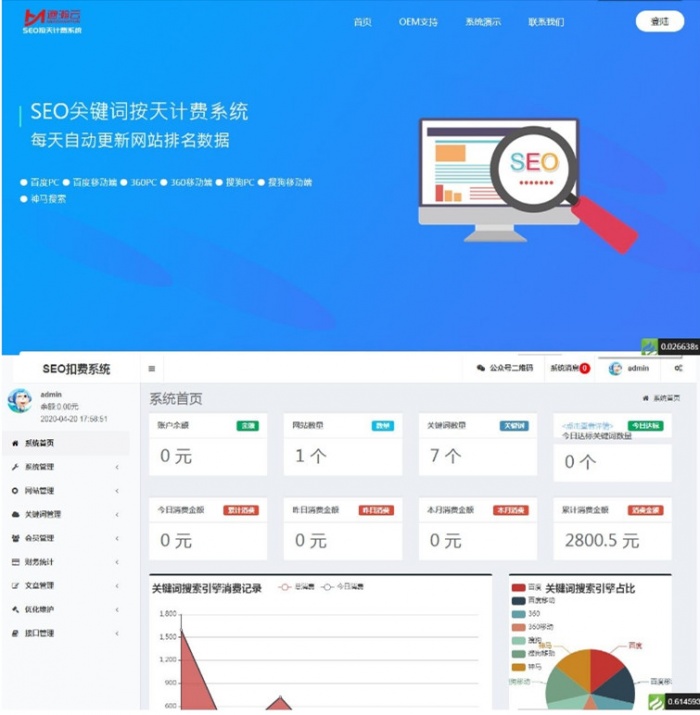 SEO按天计费系统
首页 OEM支持 系统演示 联系我们 登陆
SEO关键词按天计费系统
每天自动更新网站排名数据
百度PC 百度移动端 360PC 360移动端 搜狗PC 搜狗移动端
神马搜索
SEO
0.026638s
SEO扣费系统
公众号二维码 系统消息 0 admin
admin
余额:0.00元
2020-04-20 17:58:51
系统首页
系统首页
系统首页
系统管理
网站管理
关键词管理
会员管理
财务统计
文章管理
优化维护
接口管理
账户余额 金额
0 元
网站数量 数量
1 个
关键词数量 关键词
7 个
今日达标
今日达标关键词数量
0 个
今日消费金额 累计消费
0 元
昨日消费金额 昨日消费
0 元
本月消费金额 本月消费
0 元
累计消费金额 消费金额
2800.5 元
关键词搜索引擎消费记录
总消费 今日消费
1,800
1,500
1,200
900
600
关键词搜索引擎占比
百度
百度移动
360
360移动
搜狗
搜狗移动
神马
神马
百度
百度移
0.614593